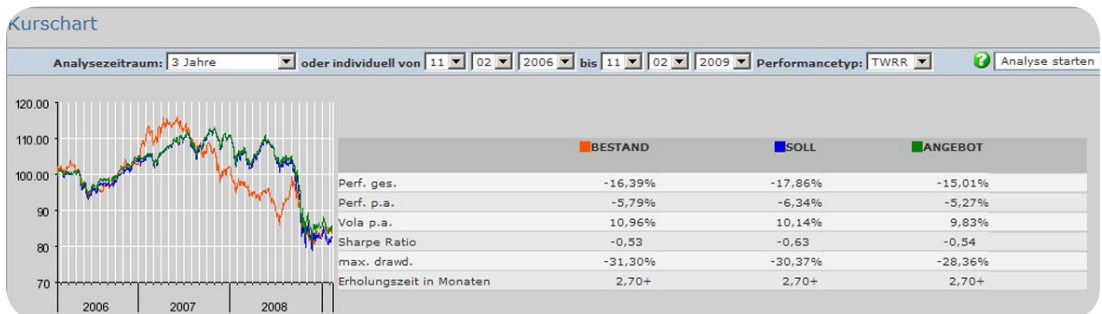 Kurschart
Analysezeitraum: 3 Jahre oder individuell von 11 02 2006 bis 11 02 2009 Performancetyp: TWRR ? Analyse starten
120.00
110.00
100.00
90
80
70
2006 2007 2008
BESTAND SOLL ANGEBOT
Perf. ges. -16,39% -17,86% -15,01%
Perf. p.a. -5,79% -6,34% -5,27%
Vola p.a. 10,96% 10,14% 9,83%
Sharpe Ratio -0,53 -0,63 -0,54
max. drawd. -31,30% -30,37% -28,36%
Erholungszeit in Monaten 2,70+ 2,70+ 2,70+